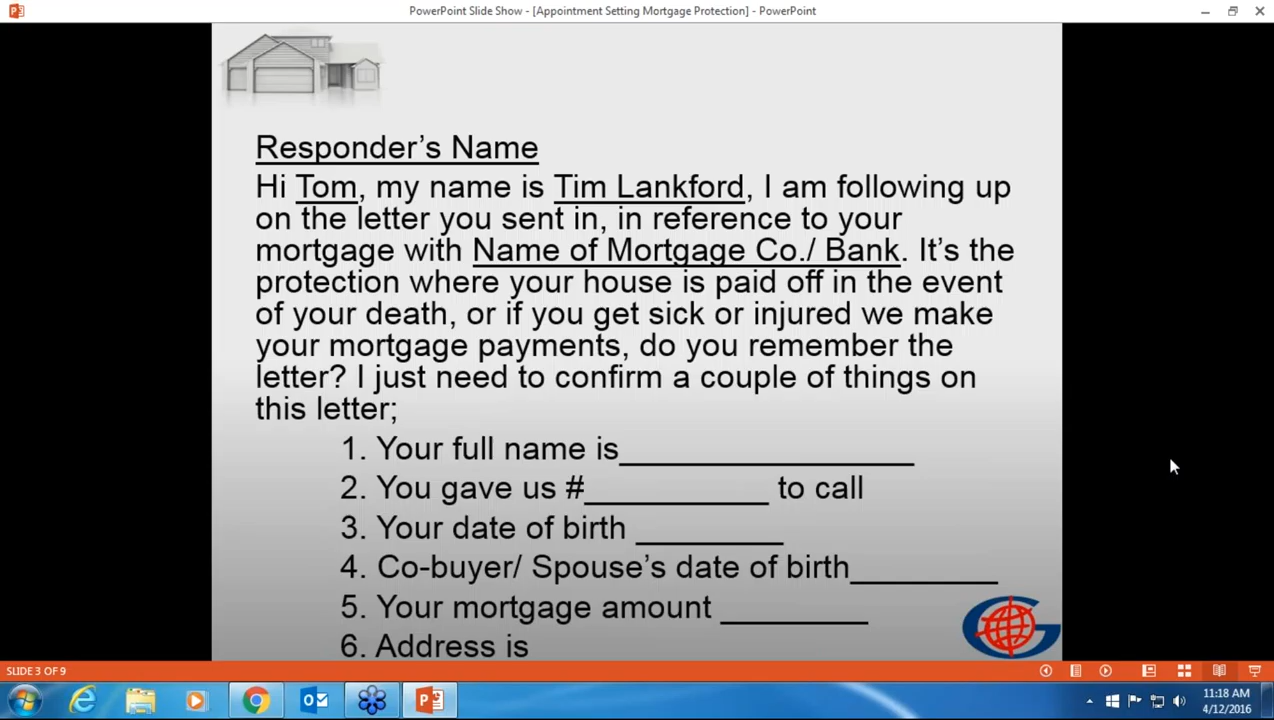 PowerPoint Slide Show - [Appointment Setting Mortgage Protection] - PowerPoint
Responder's Name
Hi Tom, my name is Tim Lankford, I am following up
on the letter you sent in, in reference to your
mortgage with Name of Mortgage Co./ Bank. It's the
protection where your house is paid off in the event
of your death, or if you get sick or injured we make
your mortgage payments, do you remember the
letter? I just need to confirm a couple of things on
this letter;
1. Your full name is____________________
2. You gave us #____________ to call
3. Your date of birth __________
4. Co-buyer/ Spouse's date of birth__________
5. Your mortgage amount __________
6. Address is
SLIDE 3 OF 9
11:18 AM
4/12/2016